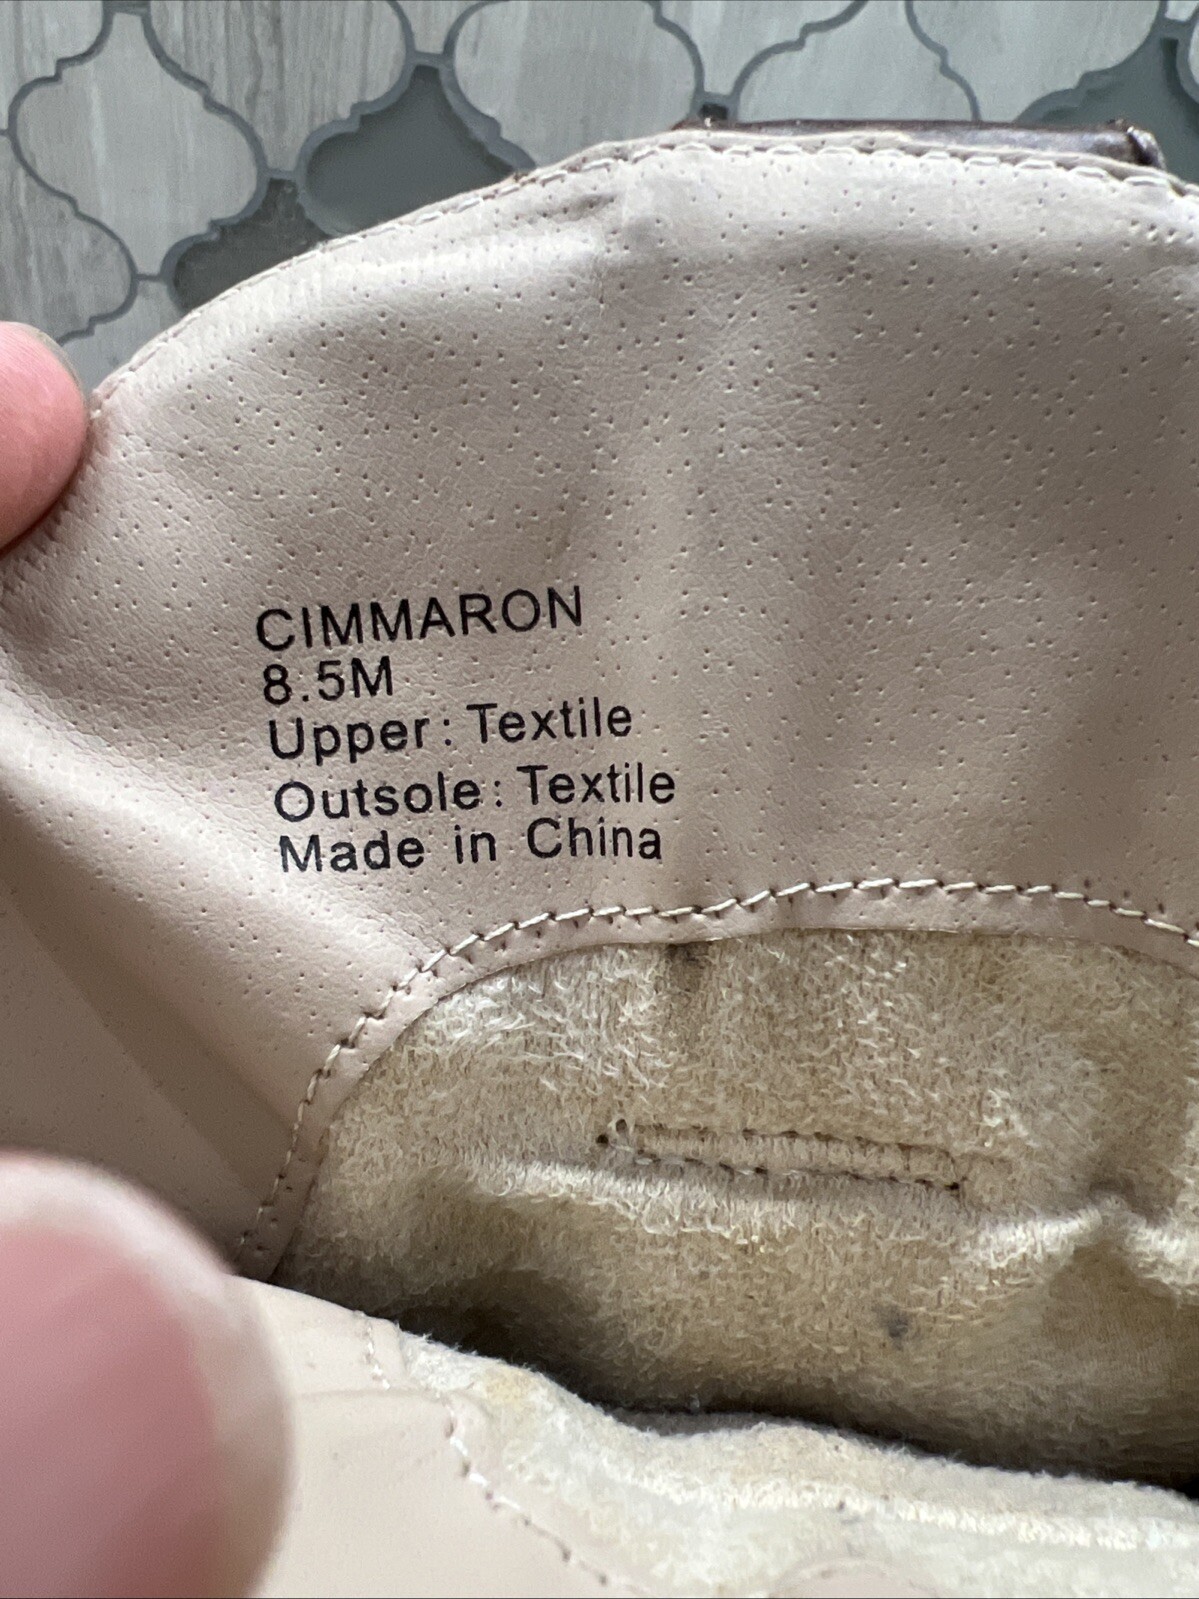 CIMMARON
8.5M
Upper: Textile
Outsole: Textile
Made in China